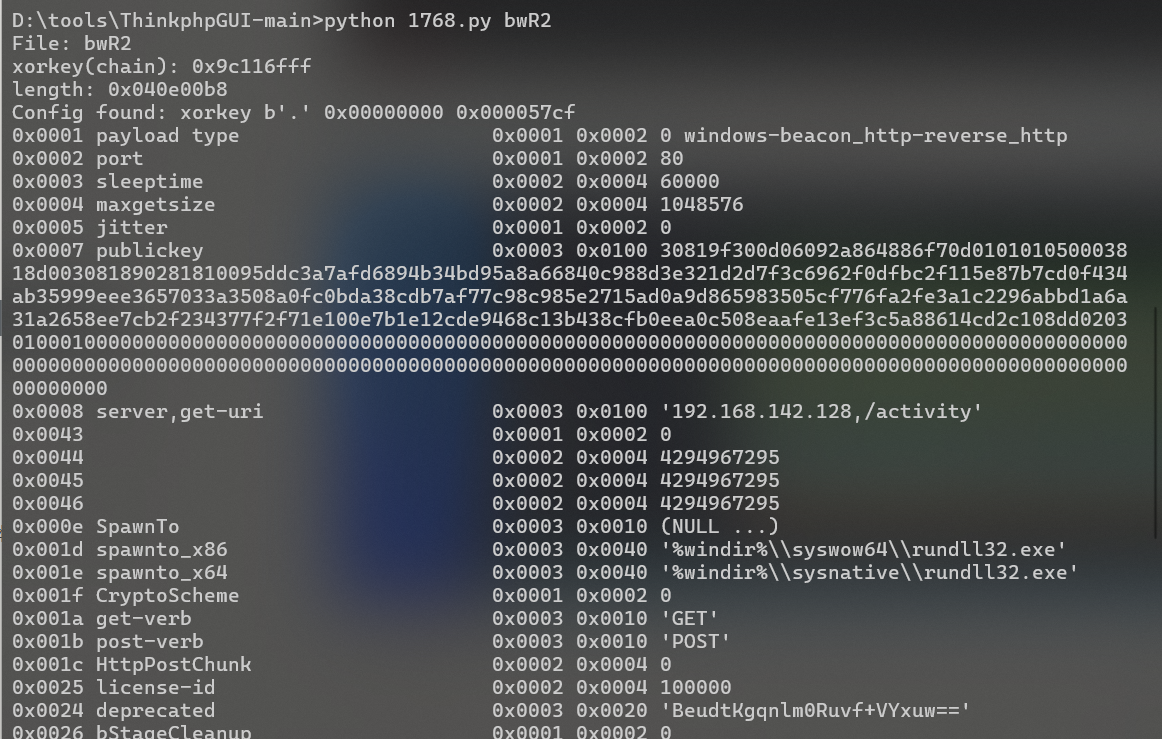 D:\tools\ThinkphpGUI-main>python 1768.py bwR2
File: bwR2
xorkey(chain): 0x9c116fff
length: 0x040e00b8
Config found: xorkey b'.' 0x00000000 0x000057cf
0x0001 payload type                     0x0001 0x0002 0 windows-beacon_http-reverse_http
0x0002 port                             0x0001 0x0002 80
0x0003 sleeptime                        0x0002 0x0004 60000
0x0004 maxgetsize                       0x0002 0x0004 1048576
0x0005 jitter                           0x0001 0x0002 0
0x0007 publickey                        0x0003 0x0100 30819f300d06092a864886f70d0101010500038
18d003081890281810095ddc3a7afd6894b34bd95a8a66840c988d3e321d2d7f3c6962f0dfbc2f115e87b7cd0f434
ab35999eee3657033a3508a0fc0bda38cdb7af77c98c985e2715ad0a9d865983505cf776fa2fe3a1c2296abbd1a6a
31a2658ee7cb2f234377f2f71e100e7b1e12cde9468c13b438cfb0eea0c508eaafe13ef3c5a88614cd2c108dd0203
010001000000000000000000000000000000000000000000000000000000000000000000000000000000000000000
000000000000000000000000000000000000000000000000000000000000000000000000000000000000000000000
00000000
0x0008 server,get-uri                   0x0003 0x0100 '192.168.142.128,/activity'
0x0043                                  0x0001 0x0002 0
0x0044                                  0x0002 0x0004 4294967295
0x0045                                  0x0002 0x0004 4294967295
0x0046                                  0x0002 0x0004 4294967295
0x000e SpawnTo                          0x0003 0x0010 (NULL ...)
0x001d spawnto_x86                      0x0003 0x0040 '%windir%\\syswow64\\rundll32.exe'
0x001e spawnto_x64                      0x0003 0x0040 '%windir%\\sysnative\\rundll32.exe'
0x001f CryptoScheme                     0x0001 0x0002 0
0x001a get-verb                         0x0003 0x0010 'GET'
0x001b post-verb                        0x0003 0x0010 'POST'
0x001c HttpPostChunk                    0x0002 0x0004 0
0x0025 license-id                       0x0002 0x0004 100000
0x0024 deprecated                       0x0003 0x0020 'BeudtKgqnlm0Ruvf+VYxuw=='
0x0026 bStageCleanup                    0x0001 0x0002 0